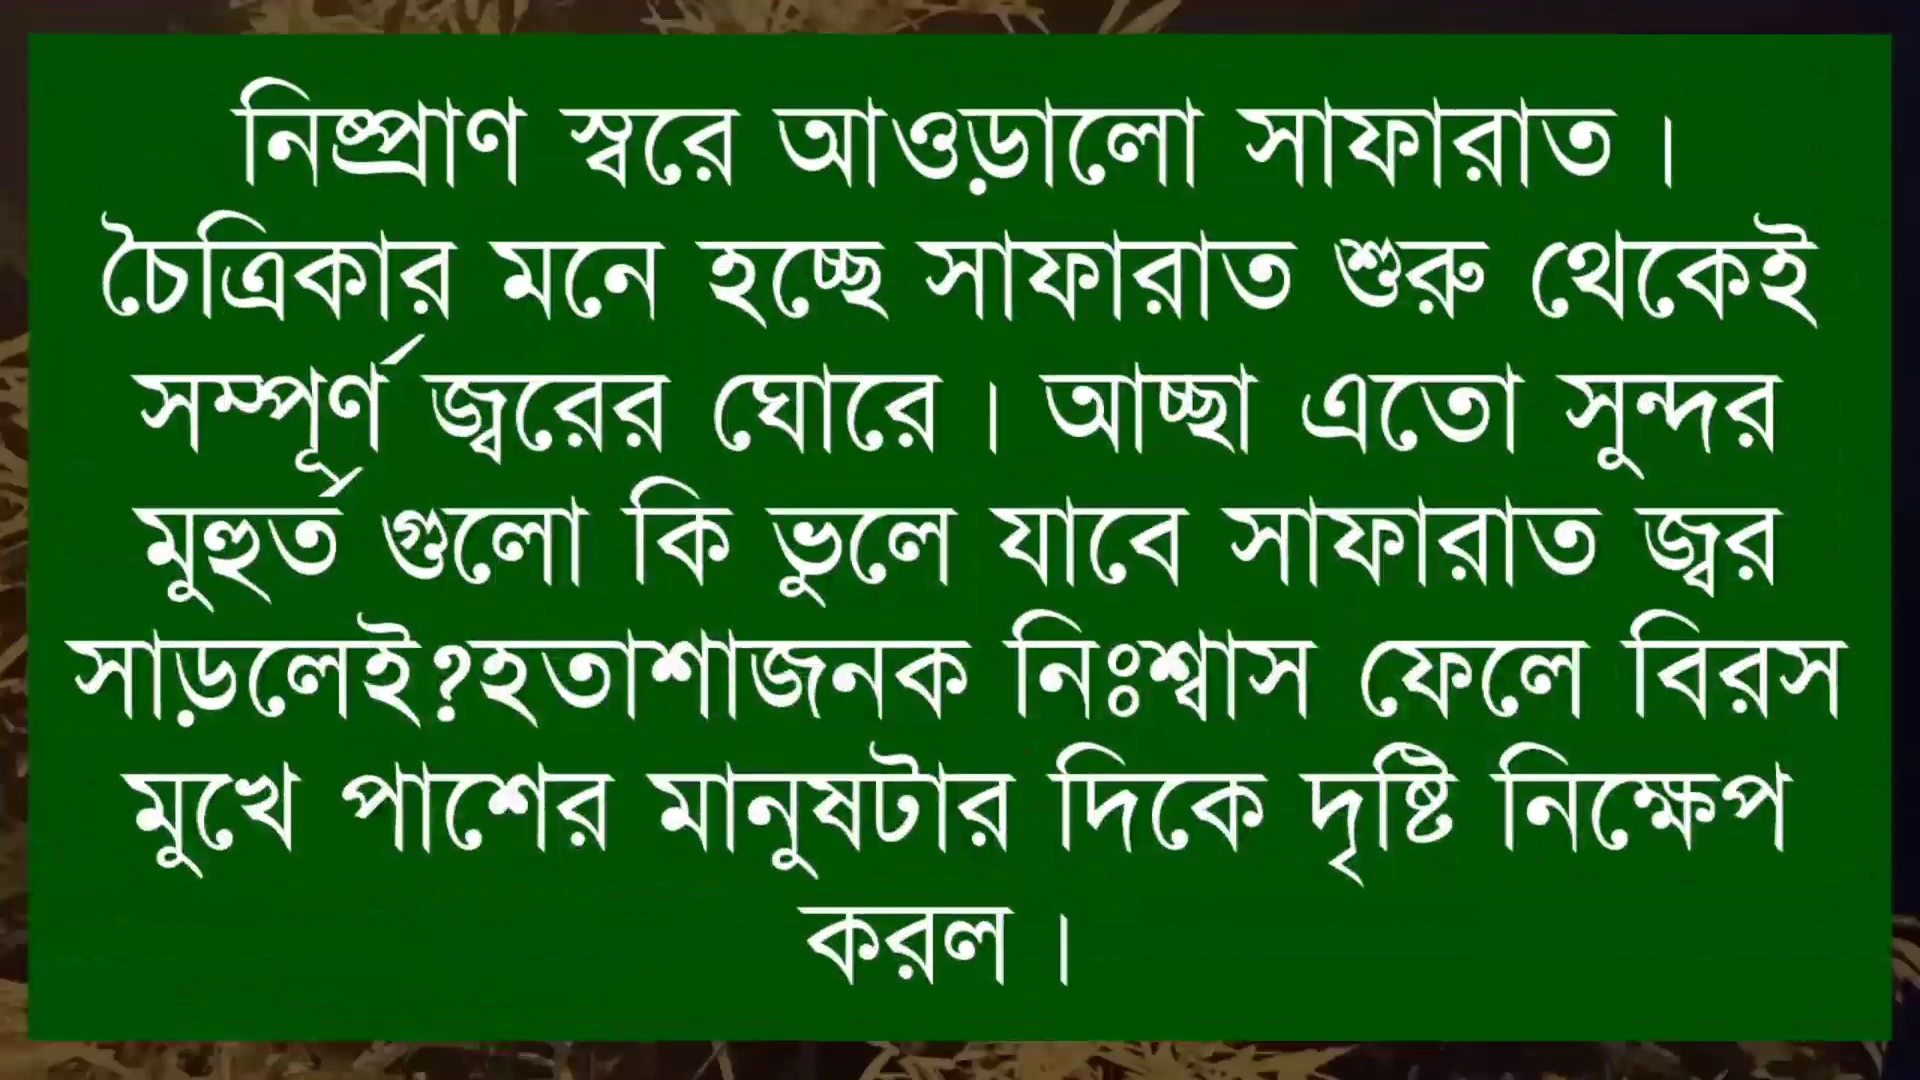 নিষ্প্রাণ স্বরে আওড়ালো সাফারাত ।
চৈত্রিকার মনে হচ্ছে সাফারাত শুরু থেকেই
সম্পূর্ণ জ্বরের ঘোরে । আচ্ছা এতো সুন্দর
মুহুর্ত গুলো কি ভুলে যাবে সাফারাত জ্বর
সাড়লেই?হতাশাজনক নিঃশ্বাস ফেলে বিরস
মুখে পাশের মানুষটার দিকে দৃষ্টি নিক্ষেপ
করল ।